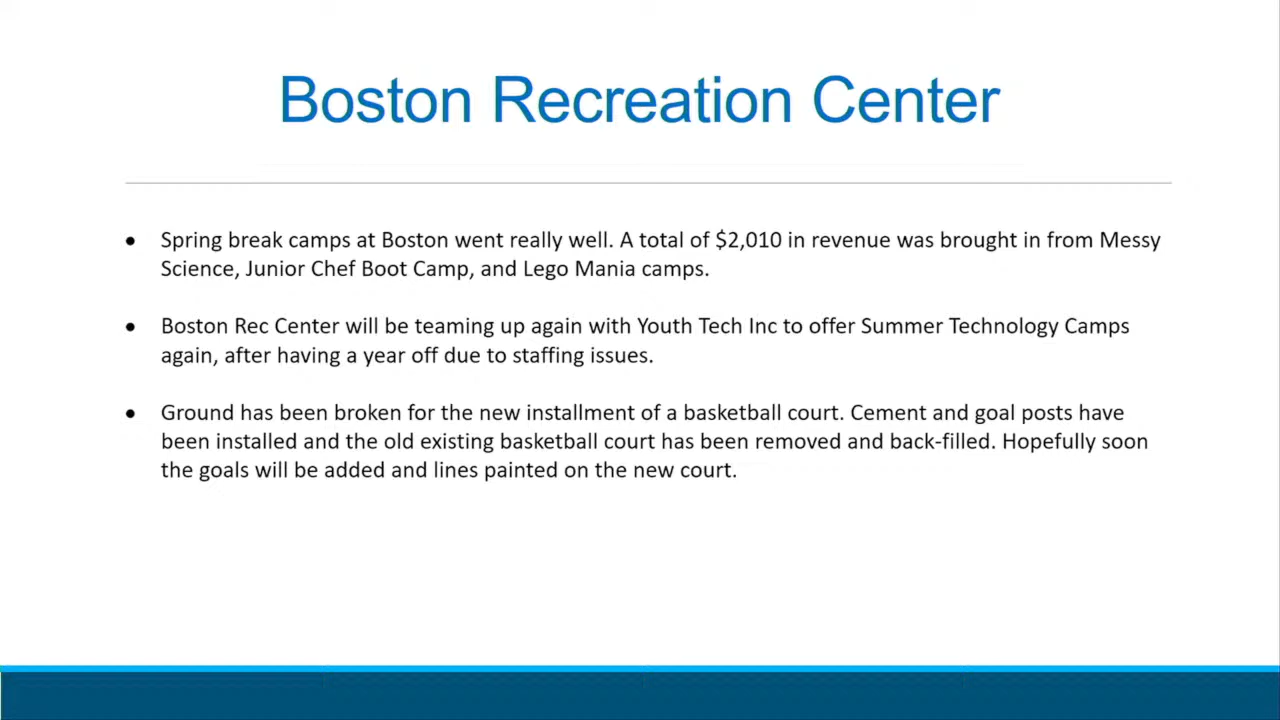 Boston Recreation Center
• Spring break camps at Boston went really well. A total of $2,010 in revenue was brought in from Messy
Science, Junior Chef Boot Camp, and Lego Mania camps.
• Boston Rec Center will be teaming up again with Youth Tech Inc to offer Summer Technology Camps
again, after having a year off due to staffing issues.
• Ground has been broken for the new installment of a basketball court. Cement and goal posts have
been installed and the old existing basketball court has been removed and back-filled. Hopefully soon
the goals will be added and lines painted on the new court.